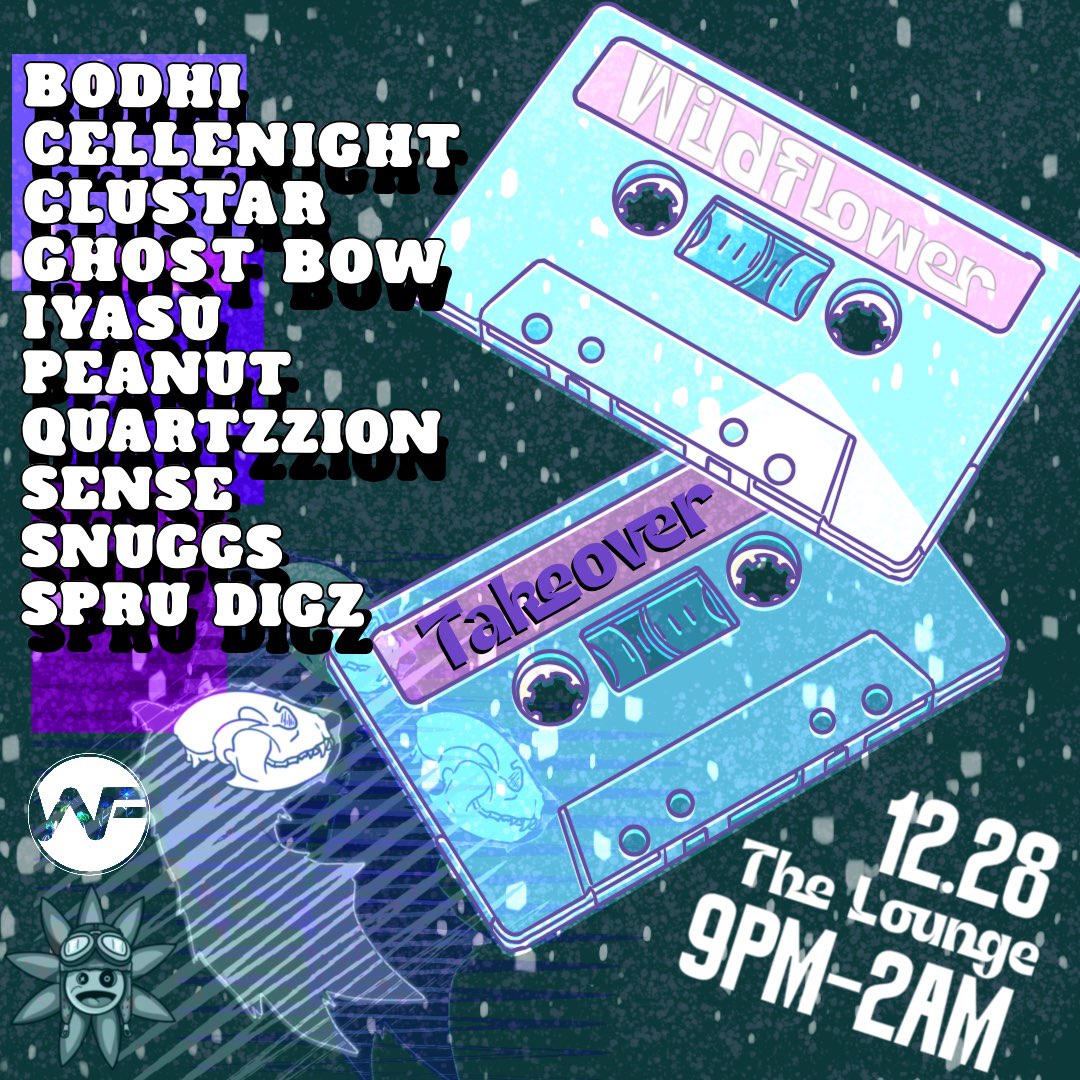 BODHI
CELLENIGHT
CLUSTAR
GHOST BOW
IYASU
PEANUT
QUARTZZION
SENSE
SNUGGS
SPRU DIGZ
Wildflower
Takeover
WF
12.28
The Lounge
9PM-2AM